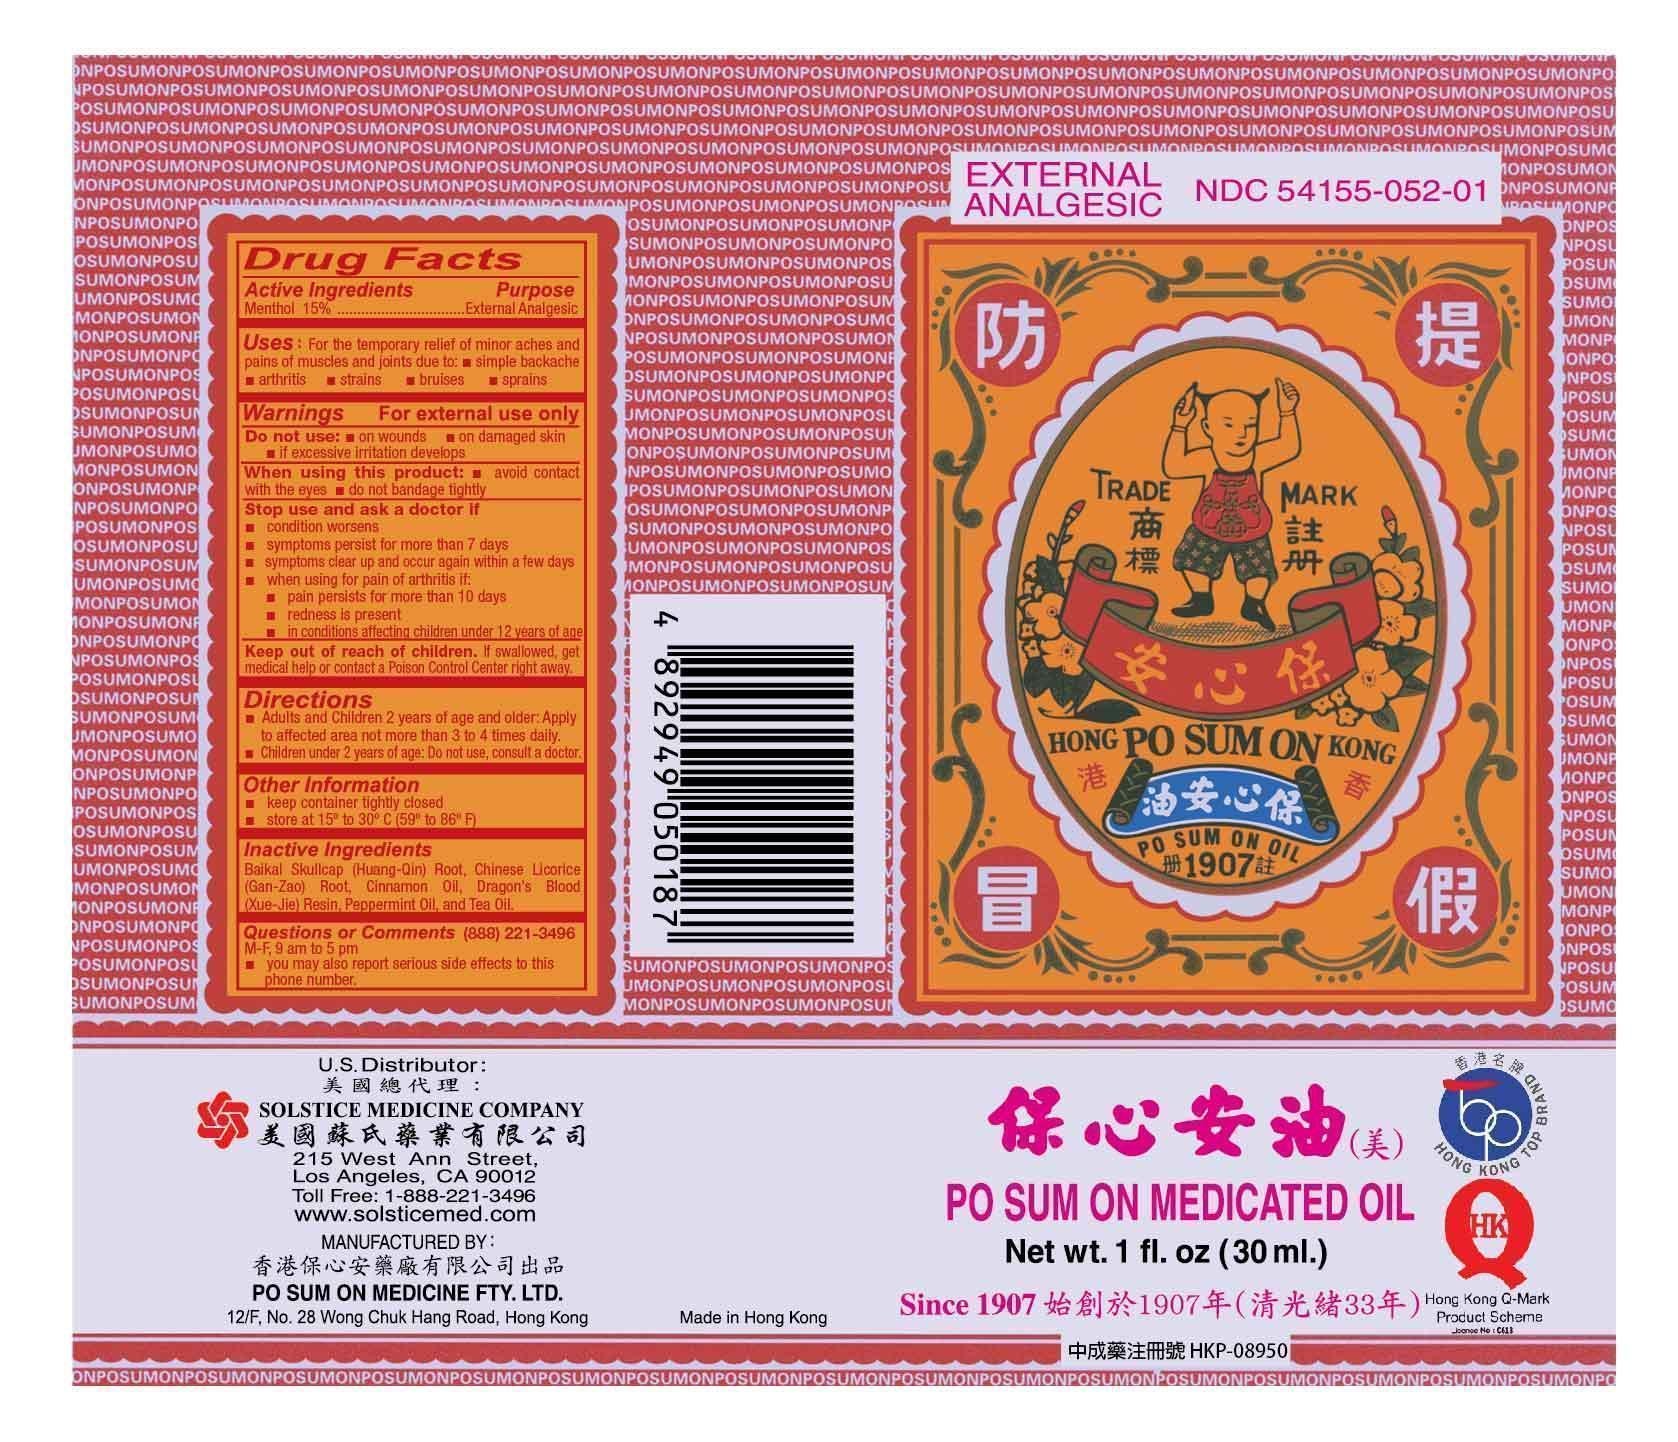 EXTERNAL
ANALGESIC
NDC 54155-052-01
Drug Facts
Active Ingredients Purpose
Menthol 15% ................................External Analgesic
Uses : For the temporary relief of minor aches and
pains of muscles and joints due to: ■ simple backache
■ arthritis ■ strains ■ bruises ■ sprains
Warnings For external use only
Do not use: ■ on wounds ■ on damaged skin
■ if excessive irritation develops
When using this product: ■ avoid contact
with the eyes ■ do not bandage tightly
Stop use and ask a doctor if
■ condition worsens
■ symptoms persist for more than 7 days
■ symptoms clear up and occur again within a few days
■ when using for pain of arthritis if:
■ pain persists for more than 10 days
■ redness is present
■ in conditions affecting children under 12 years of age
Keep out of reach of children. If swallowed, get
medical help or contact a Poison Control Center right away.
Directions
■ Adults and Children 2 years of age and older: Apply
to affected area not more than 3 to 4 times daily.
■ Children under 2 years of age: Do not use, consult a doctor.
Other Information
■ keep container tightly closed
■ store at 15º to 30º C (59º to 86º F)
Inactive Ingredients
Baikal Skullcap (Huang-Qin) Root, Chinese Licorice
(Gan-Zao) Root, Cinnamon Oil, Dragon's Blood
(Xue-Jie) Resin, Peppermint Oil, and Tea Oil.
Questions or Comments (888) 221-3496
M-F, 9 am to 5 pm
■ you may also report serious side effects to this
phone number.
4 892949 050187
提防
假冒
TRADE MARK
商標
註冊
保心安
HONG PO SUM ON KONG
香港
保心安油
PO SUM ON OIL
册1907註
U.S.Distributor:
美國總代理：
SOLSTICE MEDICINE COMPANY
美國蘇氏藥業有限公司
215 West Ann Street,
Los Angeles, CA 90012
Toll Free: 1-888-221-3496
www.solsticemed.com
MANUFACTURED BY:
香港保心安藥廠有限公司出品
PO SUM ON MEDICINE FTY. LTD.
12/F, No. 28 Wong Chuk Hang Road, Hong Kong
Made in Hong Kong
保心安油(美)
PO SUM ON MEDICATED OIL
Net wt. 1 fl. oz (30 ml.)
Since 1907 始創於1907年(清光緒33年)
中成藥注冊號 HKP-08950
香港名牌
top
HONG KONG TOP BRAND
HK
Hong Kong Q-Mark
Product Scheme
License No : C613